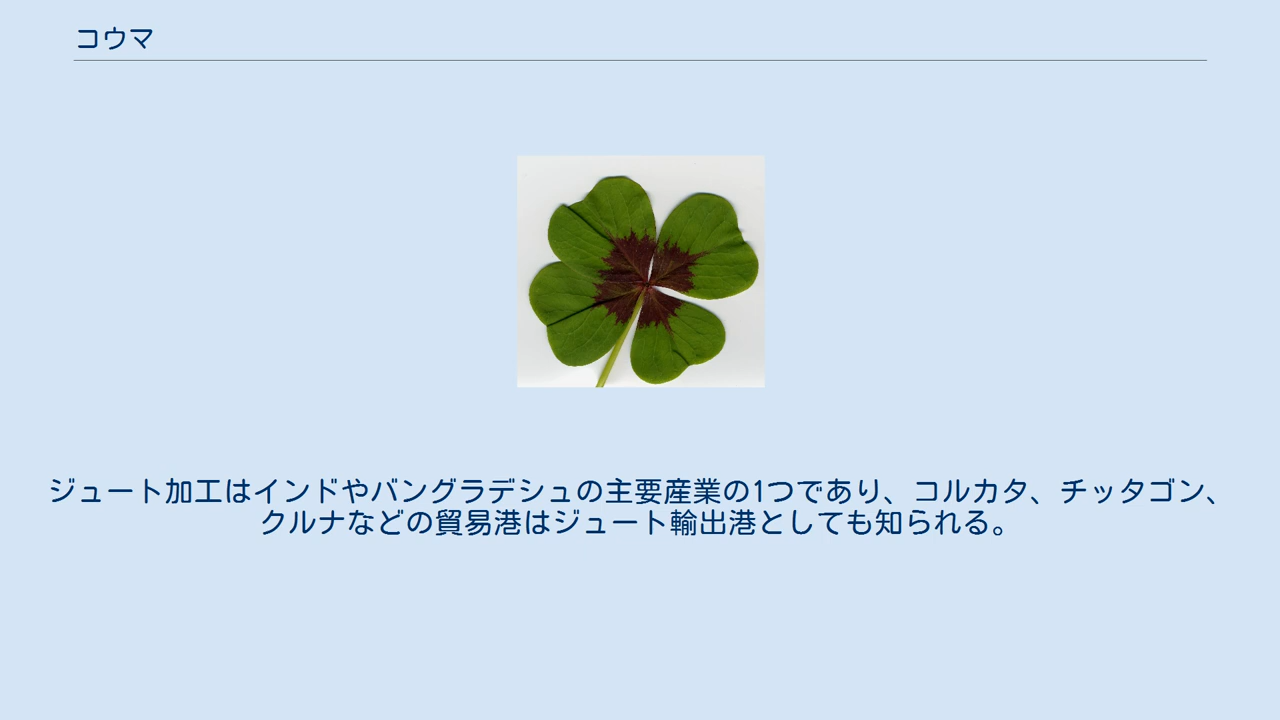 コウマ
ジュート加工はインドやバングラデシュの主要産業の1つであり、コルカタ、チッタゴン、
クルナなどの貿易港はジュート輸出港としても知られる。